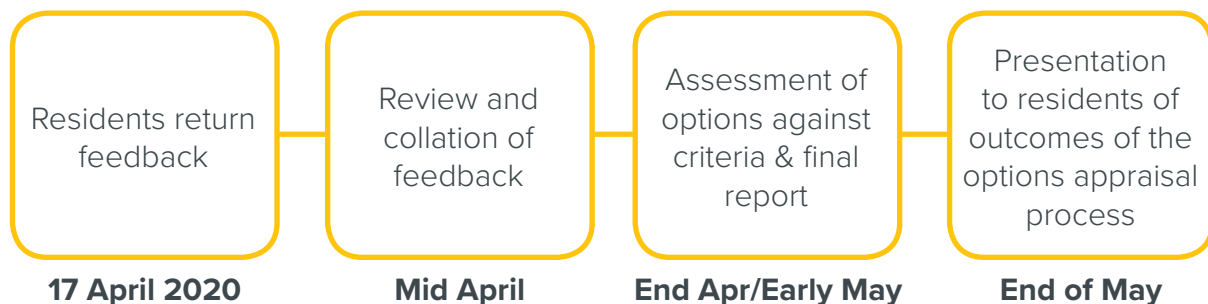 Residents return
feedback
17 April 2020
Review and
collation of
feedback
Mid April
Assessment of
options against
criteria & final
report
End Apr/Early May
Presentation
to residents of
outcomes of the
options appraisal
process
End of May